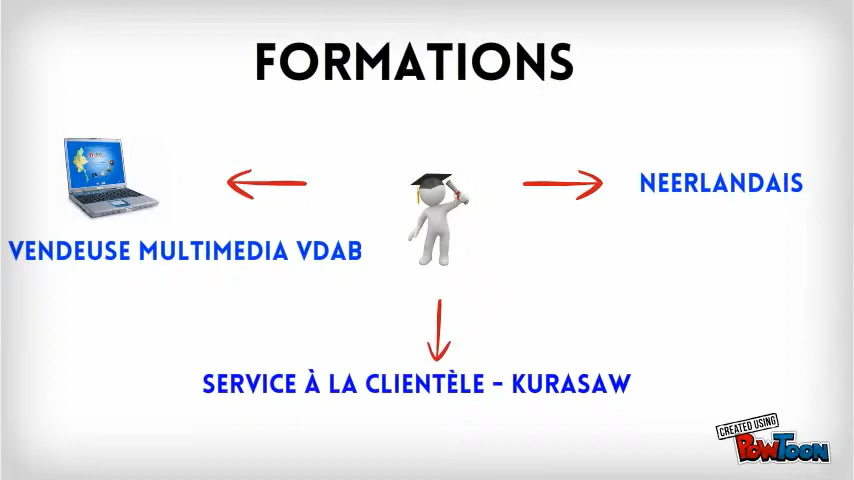 FORMATIONS
NEERLANDAIS
VENDEUSE MULTIMEDIA VDAB
SERVICE À LA CLIENTÈLE - KURASAW
CREATED USING
POWTOON